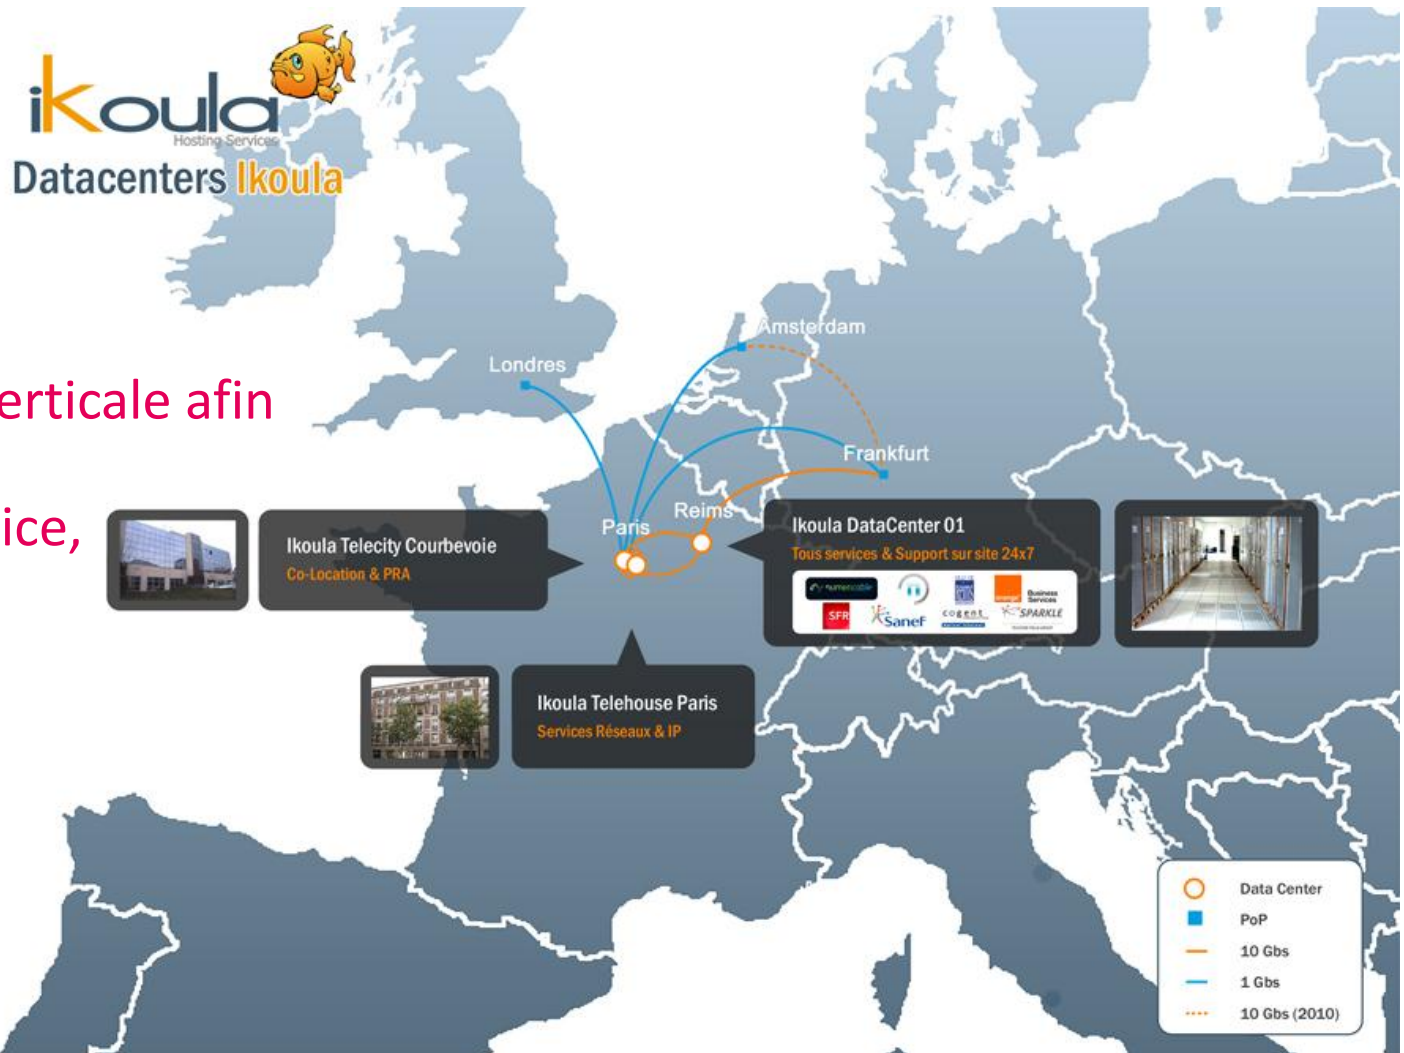 ikoula
Hosting Services
Datacenters Ikoula
erticale afin
ice,
Amsterdam
Londres
Frankfurt
Reims
Paris
Ikoula Telecity Courbevoie
Co-Location & PRA
Ikoula DataCenter 01
Tous services & Support sur site 24x7
numericable
orange
Business
Services
SFR
Sanef
cogent
SPARKLE
Ikoula Telehouse Paris
Services Réseaux & IP
Data Center
PoP
10 Gbs
1 Gbs
10 Gbs (2010)